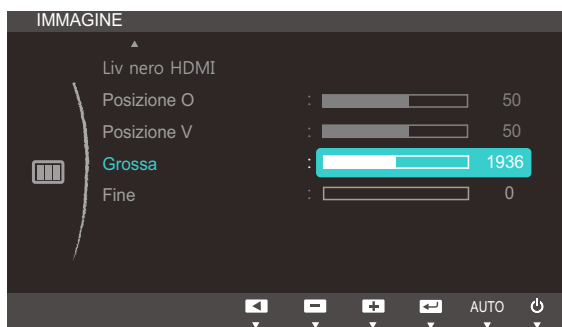 IMMAGINE
Liv nero HDMI
Posizione O : 50
Posizione V : 50
Grossa : 1936
Fine : 0
AUTO